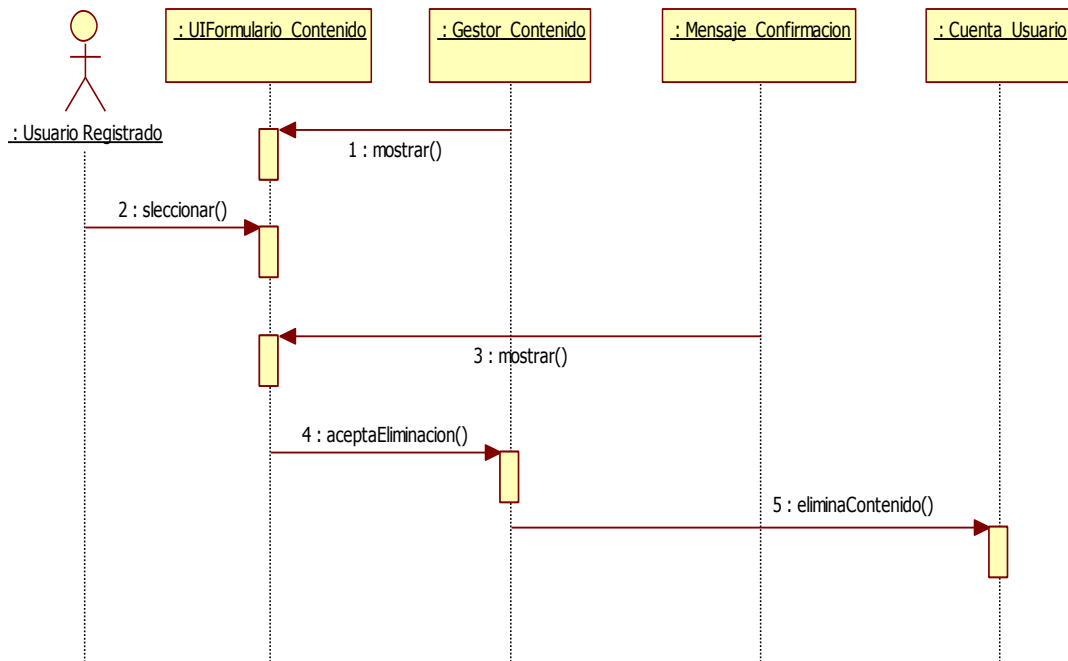 : UIFormulario_Contenido
: Gestor_Contenido
: Mensaje_Confirmacion
: Cuenta_Usuario
: Usuario Registrado
1 : mostrar()
2 : sleccionar()
3 : mostrar()
4 : aceptaEliminacion()
5 : eliminaContenido()